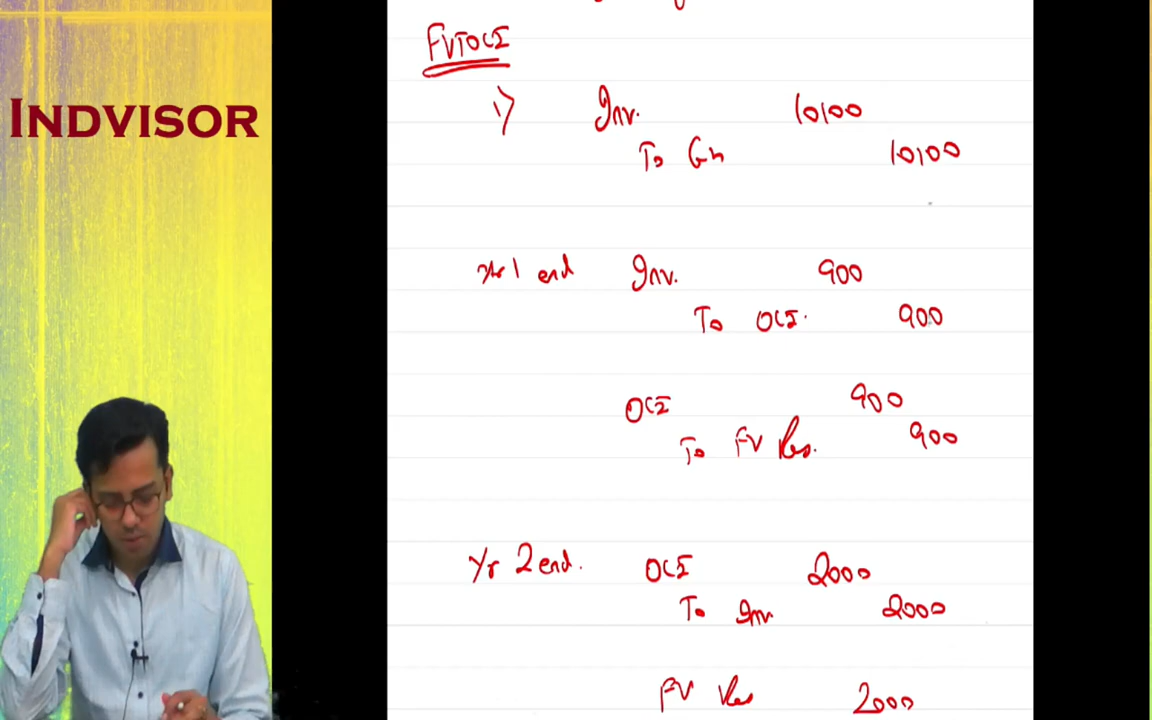 INDVISOR
FVTOCI
1) Inv. 10100
To Gn 10100
Yr 1 end Inv. 900
To OCI. 900
OCI 900
To FV Res. 900
Yr 2 end. OCI 2000
To Inv. 2000
FV Res 2000